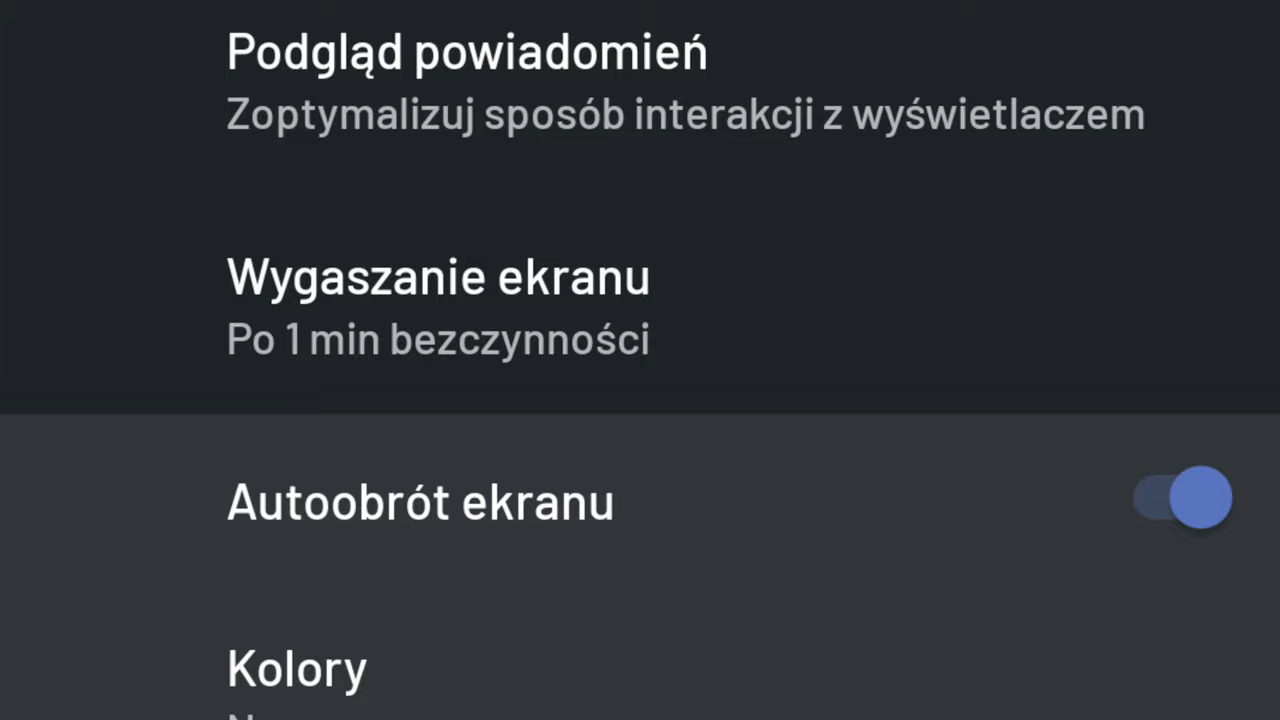 Podgląd powiadomień
Zoptymalizuj sposób interakcji z wyświetlaczem
Wygaszanie ekranu
Po 1 min bezczynności
Autoobrót ekranu
Kolory